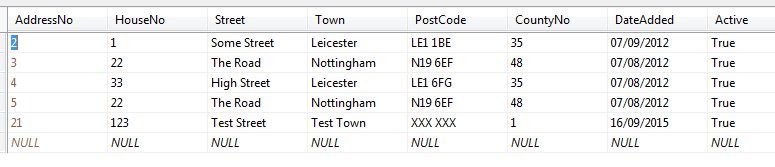 AddressNo HouseNo Street Town PostCode CountyNo DateAdded Active
2 1 Some Street Leicester LE1 1BE 35 07/09/2012 True
3 22 The Road Nottingham N19 6EF 48 07/08/2012 True
4 33 High Street Leicester LE1 6FG 35 07/08/2012 True
5 22 The Road Nottingham N19 6EF 48 07/08/2012 True
21 123 Test Street Test Town XXX XXX 1 16/09/2015 True
NULL NULL NULL NULL NULL NULL NULL NULL